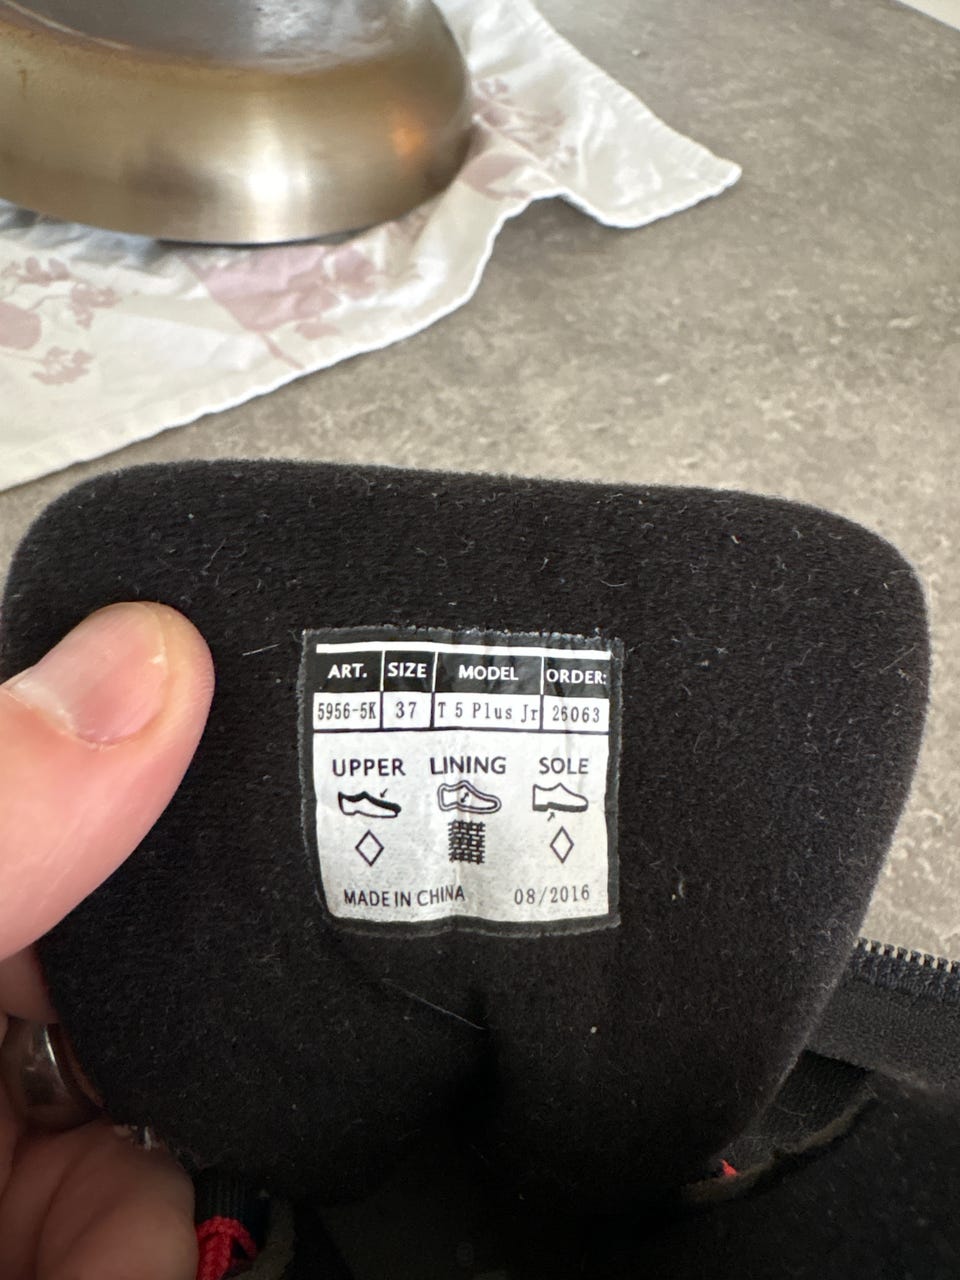 ART. SIZE MODEL ORDER:
5956-5K 37 T 5 Plus Jr 26063
UPPER LINING SOLE
MADE IN CHINA 08/2016